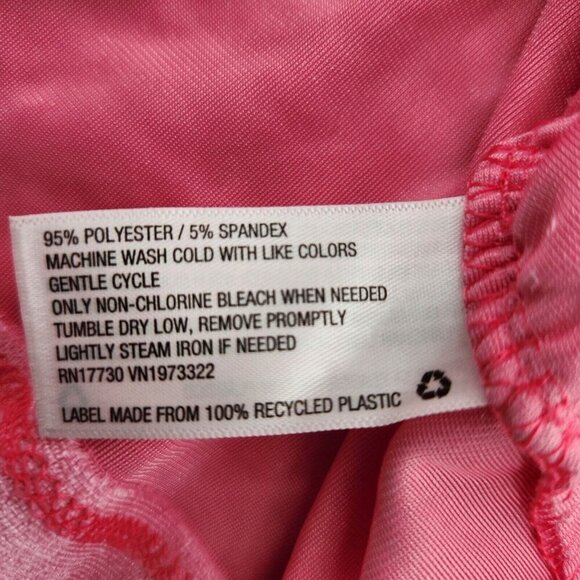 95% POLYESTER / 5% SPANDEX
MACHINE WASH COLD WITH LIKE COLORS
GENTLE CYCLE
ONLY NON-CHLORINE BLEACH WHEN NEEDED
TUMBLE DRY LOW, REMOVE PROMPTLY
LIGHTLY STEAM IRON IF NEEDED
RN17730 VN1973322
LABEL MADE FROM 100% RECYCLED PLASTIC